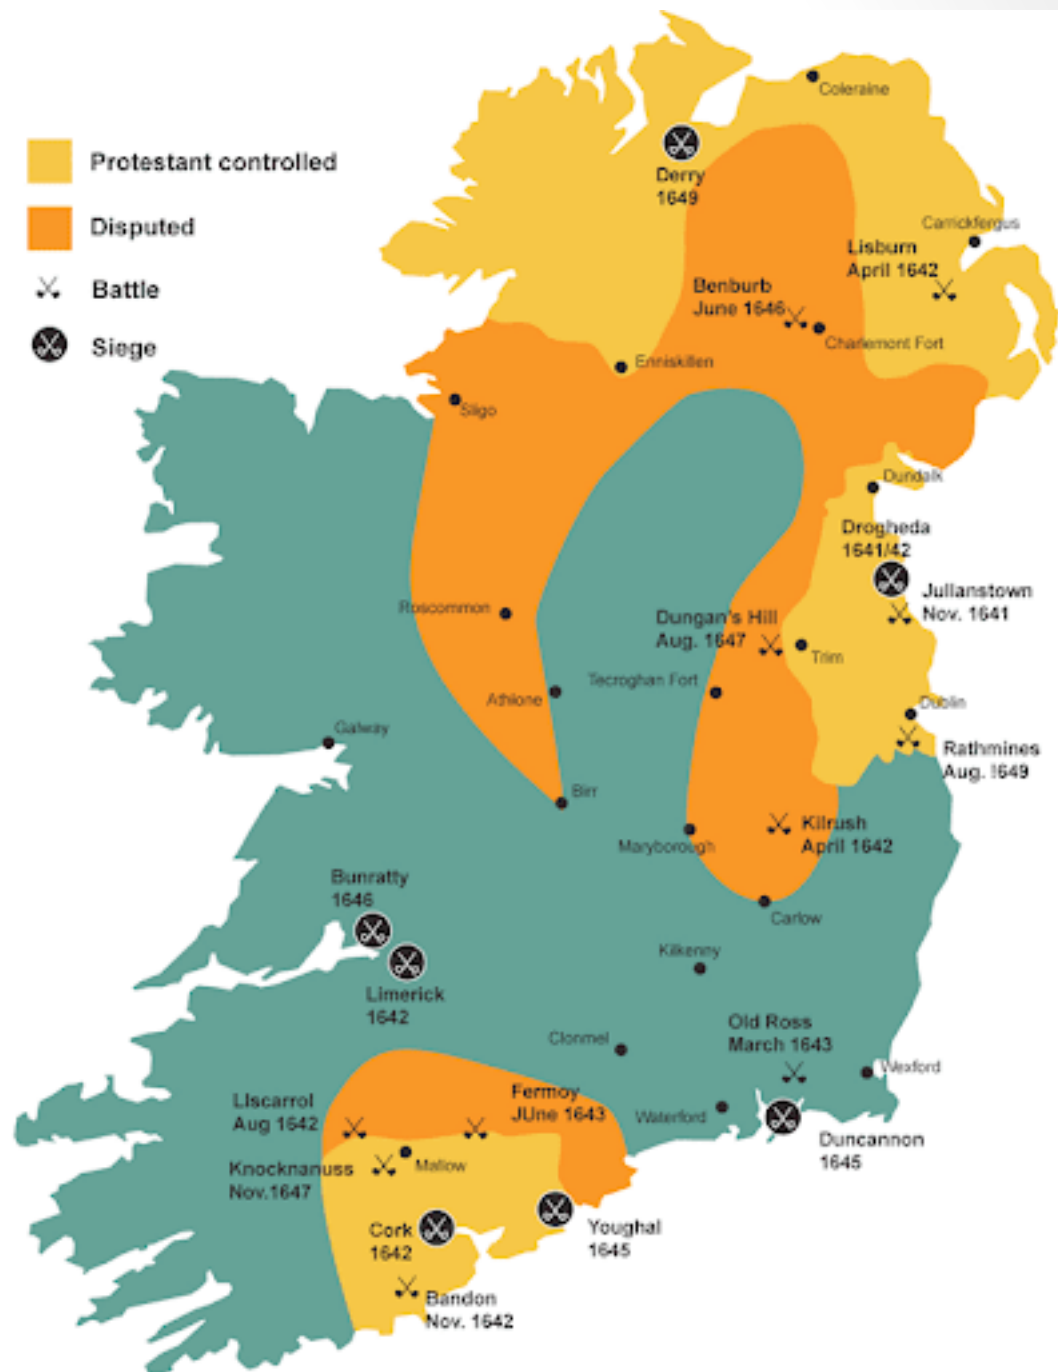 Protestant controlled
Disputed
Battle
Siege
Coleraine
Derry
1649
Carrickfergus
Lisburn
April 1642
Benburb
June 1646
Charlemont Fort
Enniskillen
Sligo
Dundalk
Drogheda
1641/42
Jullanstown
Nov. 1641
Roscommon
Dungan's Hill
Aug. 1647
Trim
Tecroghan Fort
Athlone
Dublin
Galway
Rathmines
Aug. !649
Birr
Kilrush
April 1642
Maryborough
Bunratty
1646
Carlow
Kilkenny
Limerick
1642
Old Ross
March 1643
Clonmel
Wexford
Fermoy
JUne 1643
LIscarrol
Aug 1642
Waterford
Duncannon
1645
Knocknanuss
Nov.1647
Mallow
Cork
1642
Youghal
1645
Bandon
Nov. 1642